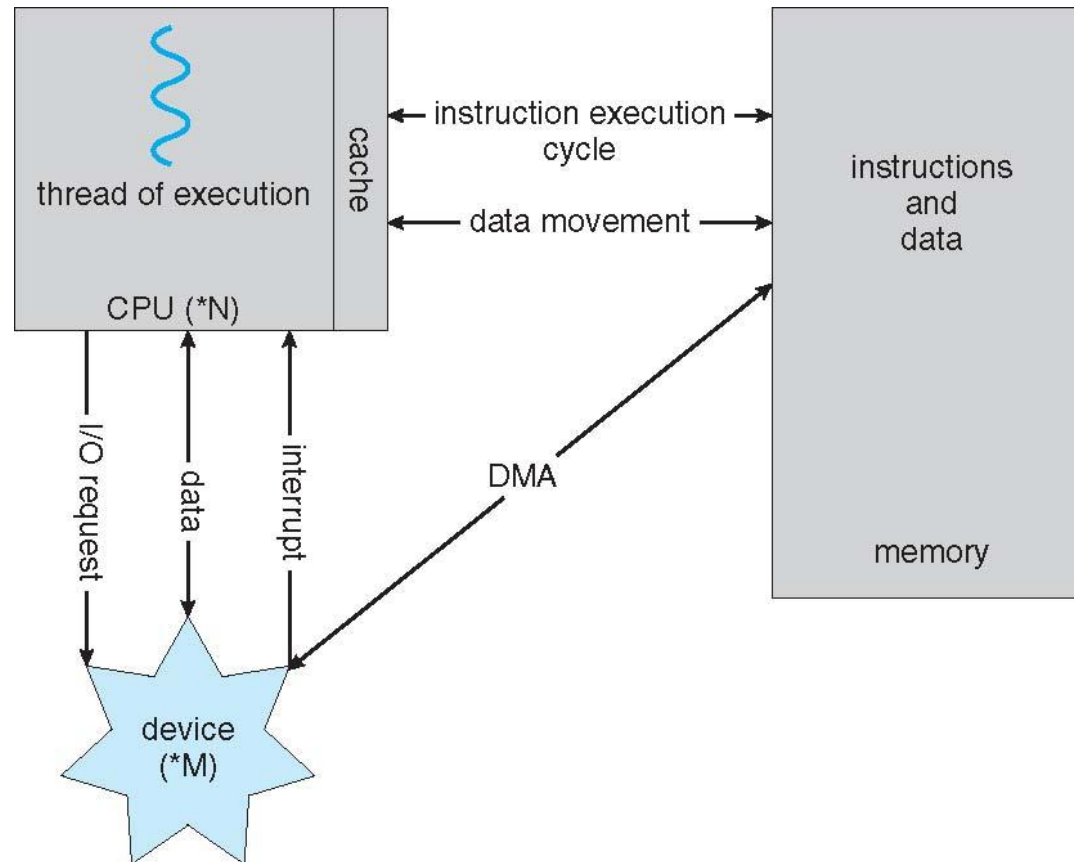 thread of execution
cache
CPU (*N)
instruction execution
cycle
data movement
instructions
and
data
memory
I/O request
data
interrupt
DMA
device
(*M)